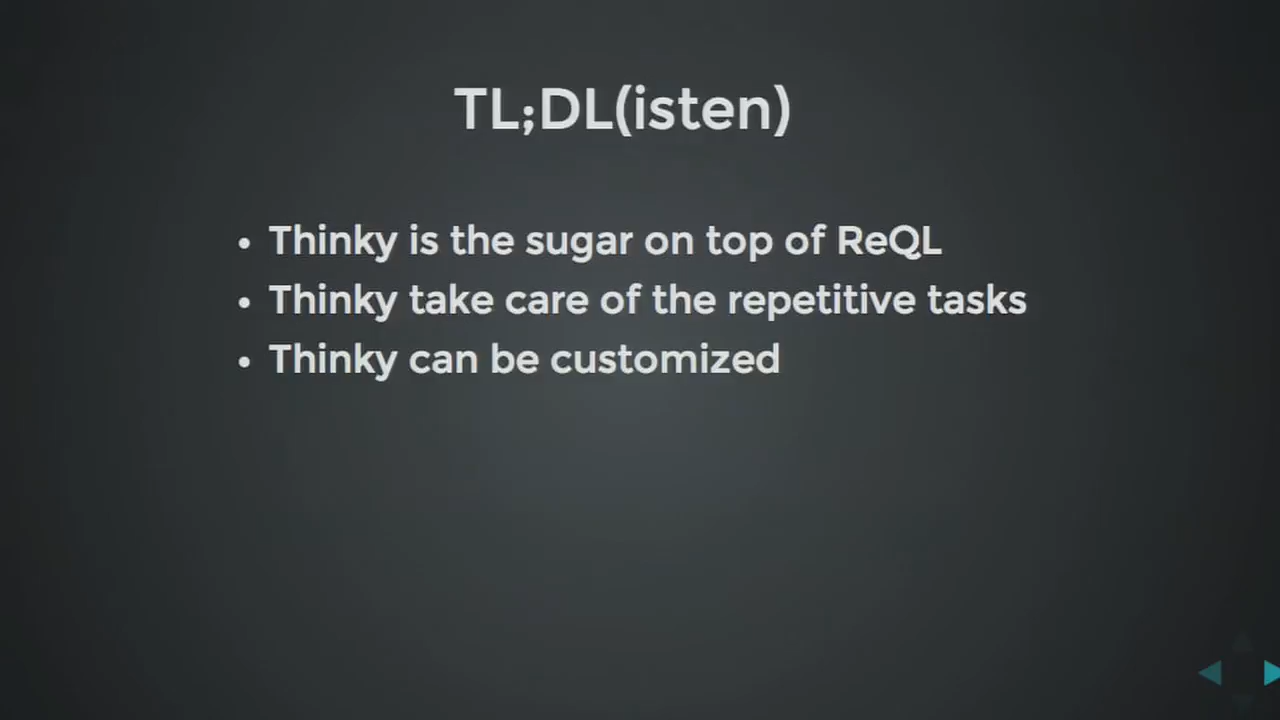 TL;DL(isten)
Thinky is the sugar on top of ReQL
Thinky take care of the repetitive tasks
Thinky can be customized